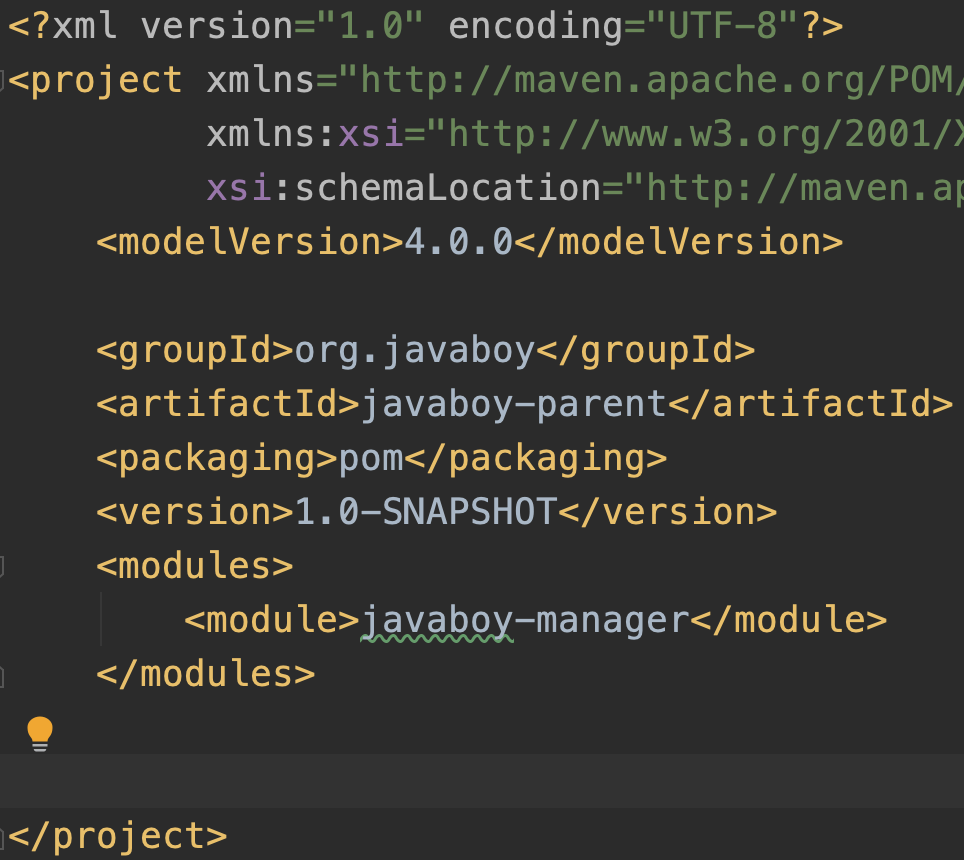 <?xml version="1.0" encoding="UTF-8"?>
<project xmlns="http://maven.apache.org/POM/
xmlns:xsi="http://www.w3.org/2001/X
xsi:schemaLocation="http://maven.ap
<modelVersion>4.0.0</modelVersion>
<groupId>org.javaboy</groupId>
<artifactId>javaboy-parent</artifactId>
<packaging>pom</packaging>
<version>1.0-SNAPSHOT</version>
<modules>
<module>javaboy-manager</module>
</modules>
</project>